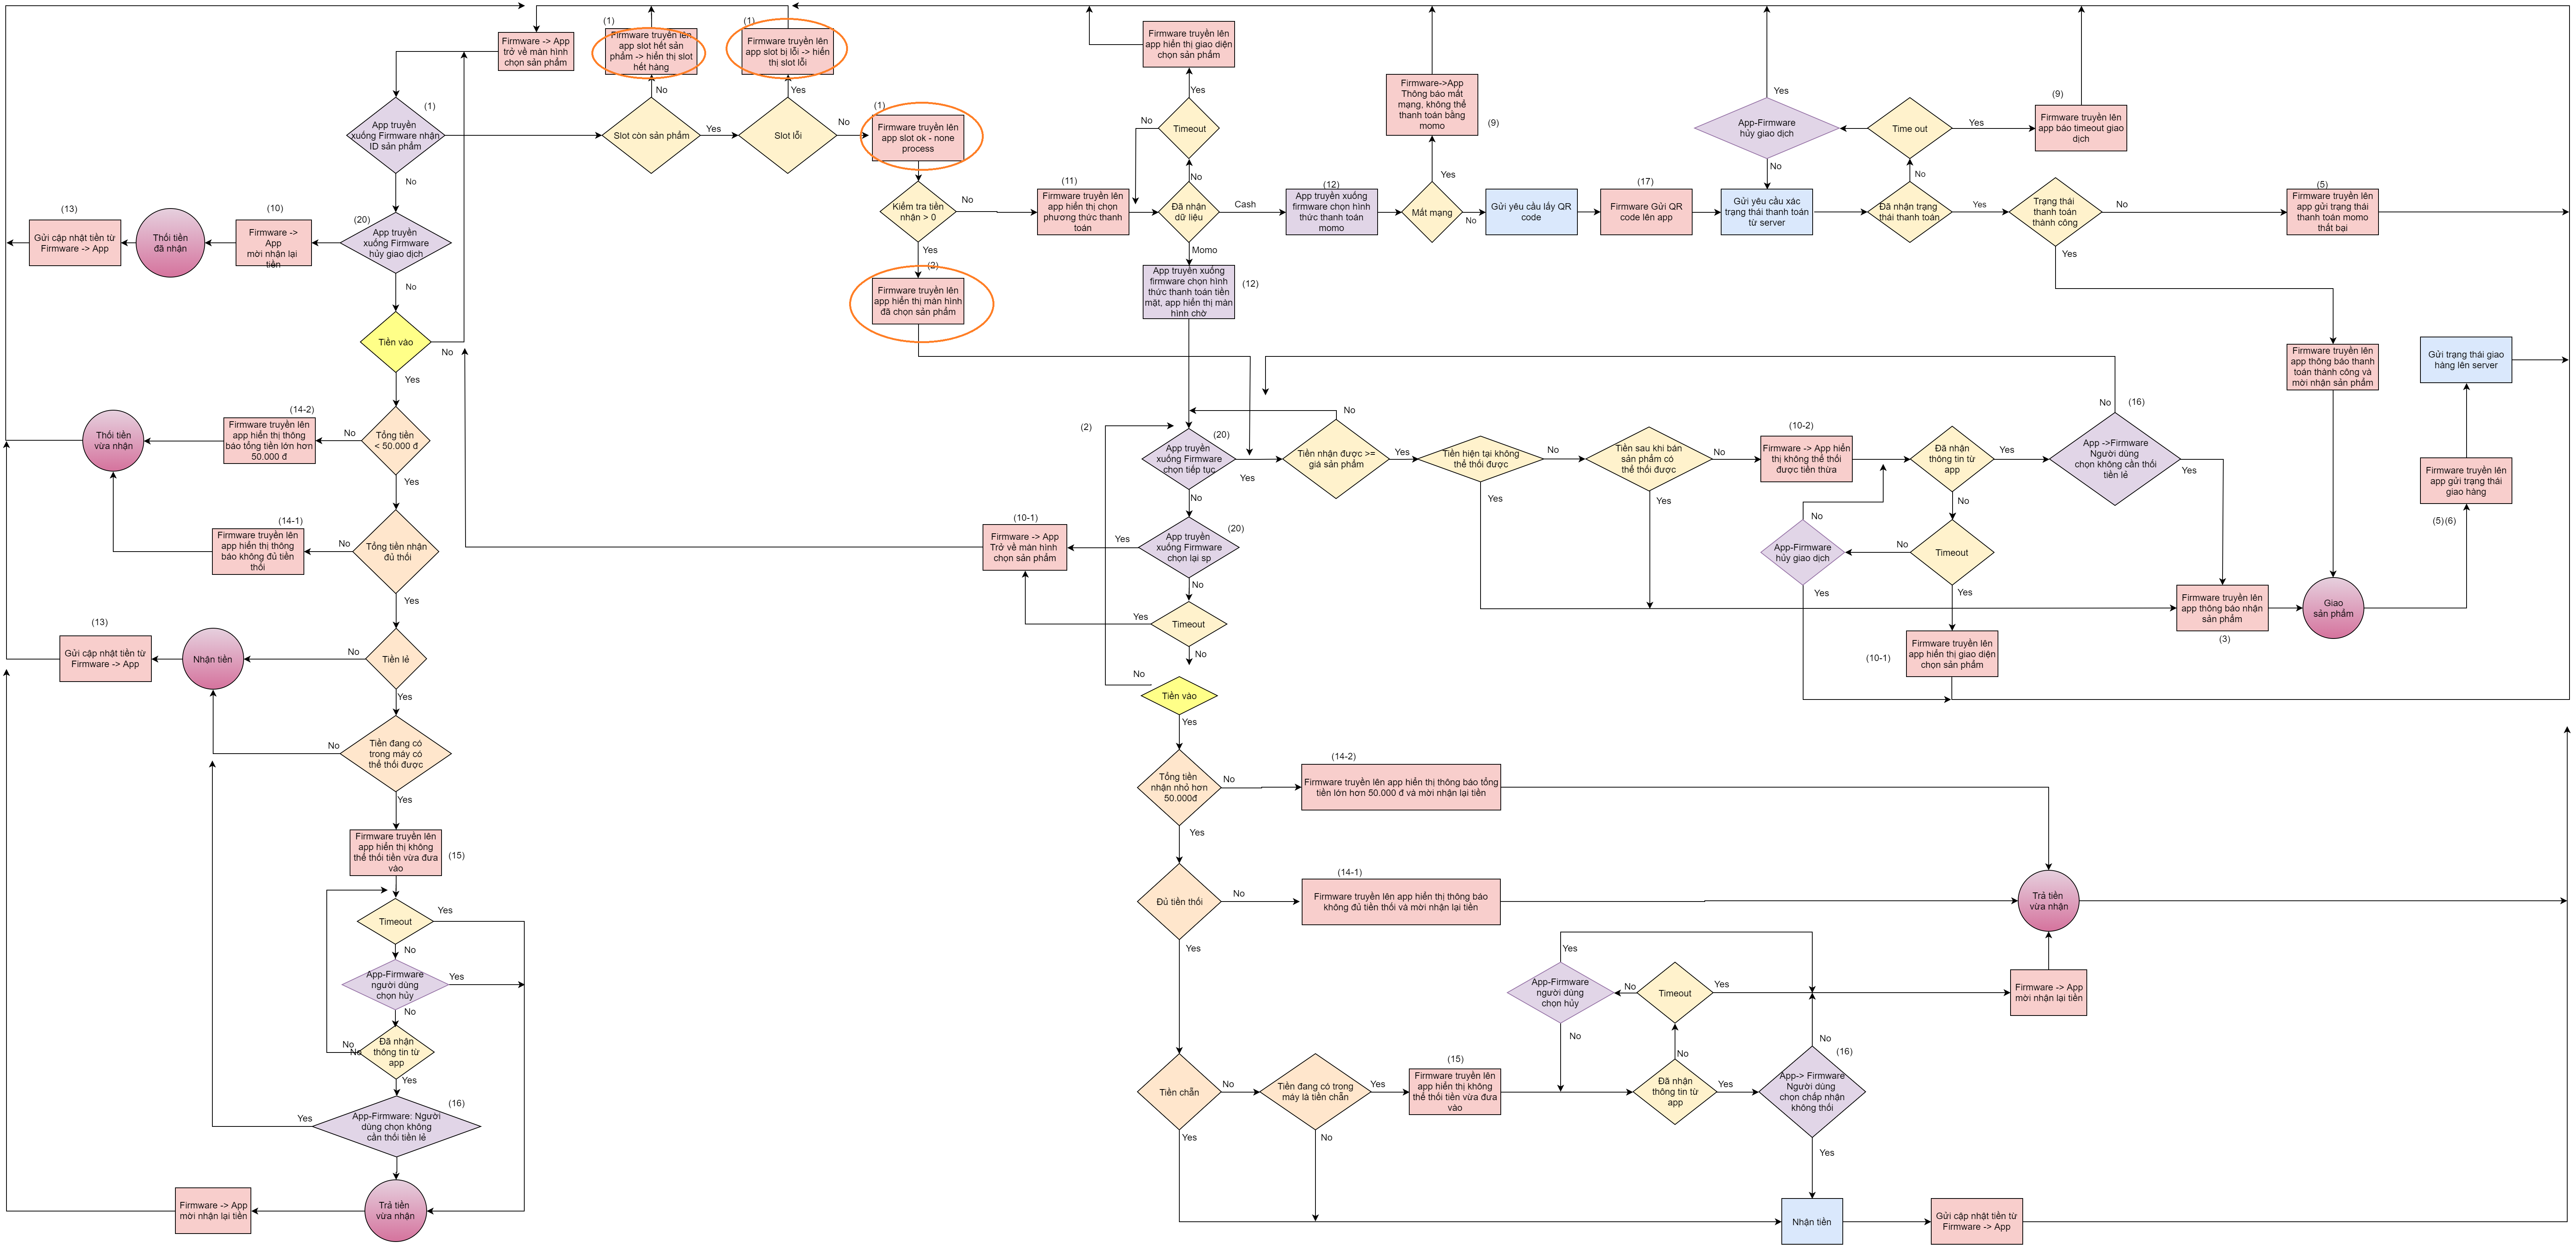 (1)
Firmware -> App
trở về màn hình
chọn sản phẩm
(1)
Firmware truyền lên
app slot hết sản
phẩm -> hiển thị slot
hết hàng
(1)
Firmware truyền lên
app slot bị lỗi -> hiển
thị slot lỗi
App truyền
xuống Firmware nhận
ID sản phẩm
No
Slot còn sản phẩm
No
Yes
Slot lỗi
Yes
No
(1)
Firmware truyền lên
app slot ok - none
process
Kiểm tra tiền
nhận > 0
No
Yes
(2)
Firmware truyền lên
app hiển thị màn hình
đã chọn sản phẩm
(11)
Firmware truyền lên
app hiển thị chọn
phương thức thanh
toán
Firmware truyền lên
app hiển thị giao diện
chọn sản phẩm
Yes
Timeout
No
No
Đã nhận
dữ liệu
Cash
Momo
App truyền xuống
firmware chọn hình
thức thanh toán tiền
mặt, app hiển thị màn
hình chờ
(12)
(12)
App truyền xuống
firmware chọn hình
thức thanh toán
momo
Firmware->App
Thông báo mất
mạng, không thể
thanh toán bằng
momo
(9)
Yes
Mất mạng
No
Gửi yêu cầu lấy QR
code
(17)
Firmware Gửi QR
code lên app
Gửi yêu cầu xác
trạng thái thanh toán
từ server
Yes
App-Firmware
hủy giao dịch
No
Time out
Yes
(9)
Firmware truyền lên
app báo timeout giao
dịch
No
Đã nhận trạng
thái thanh toán
Yes
Trạng thái
thanh toán
thành công
No
Yes
(5)
Firmware truyền lên
app gửi trạng thái
thanh toán momo
thất bại
Firmware truyền lên
app thông báo thanh
toán thành công và
mời nhận sản phẩm
Gửi trạng thái giao
hàng lên server
Firmware truyền lên
app gửi trạng thái
giao hàng
(5)(6)
Giao
sản phẩm
(13)
Gửi cập nhật tiền từ
Firmware -> App
Thối tiền
đã nhận
(10)
Firmware ->
App
mời nhận lại
tiền
(20)
App truyền
xuống Firmware
hủy giao dịch
No
Tiền vào
No
Yes
(14-2)
Firmware truyền lên
app hiển thị thông
báo tổng tiền lớn hơn
50.000 đ
No
Tổng tiền
< 50.000 đ
Thối tiền
vừa nhận
Yes
(14-1)
Firmware truyền lên
app hiển thị thông
báo không đủ tiền
thối
No
Tổng tiền nhận
đủ thối
Yes
(13)
Gửi cập nhật tiền từ
Firmware -> App
Nhận tiền
No
Tiền lẻ
Yes
No
Tiền đang có
trong máy có
thể thối được
Yes
Firmware truyền lên
app hiển thị không
thể thối tiền vừa đưa
vào
(15)
Timeout
Yes
No
App-Firmware
người dùng
chọn hủy
Yes
No
No
No
Đã nhận
thông tin từ
app
Yes
(16)
Yes
App-Firmware: Người
dùng chọn không
cần thối tiền lẻ
Firmware -> App
mời nhận lại tiền
Trả tiền
vừa nhận
(2)
(20)
App truyền
xuống Firmware
chọn tiếp tục
Yes
No
(20)
App truyền
xuống Firmware
chọn lại sp
Yes
(10-1)
Firmware -> App
Trở về màn hình
chọn sản phẩm
No
Yes
Timeout
No
No
Tiền vào
Yes
No
Tiền nhận được >=
giá sản phẩm
Yes
Tiền hiện tại không
thể thối được
No
Yes
Tiền sau khi bán
sản phẩm có
thể thối được
No
Yes
(10-2)
Firmware -> App hiển
thị không thể thối
được tiền thừa
Đã nhận
thông tin từ
app
Yes
No
No
(16)
App ->Firmware
Người dùng
chọn không cần thối
tiền lẻ
Yes
No
App-Firmware
hủy giao dịch
No
Yes
Timeout
Yes
(10-1)
Firmware truyền lên
app hiển thị giao diện
chọn sản phẩm
Firmware truyền lên
app thông báo nhận
sản phẩm
(3)
Tổng tiền
nhận nhỏ hơn
50.000đ
No
Yes
(14-2)
Firmware truyền lên app hiển thị thông báo tổng
tiền lớn hơn 50.000 đ và mời nhận lại tiền
Đủ tiền thối
No
Yes
(14-1)
Firmware truyền lên app hiển thị thông báo
không đủ tiền thối và mời nhận lại tiền
Trả tiền
vừa nhận
Yes
App-Firmware
người dùng
chọn hủy
No
No
Timeout
Yes
Firmware -> App
mời nhận lại tiền
Tiền chẵn
No
Yes
Tiền đang có trong
máy là tiền chẵn
Yes
No
(15)
Firmware truyền lên
app hiển thị không
thể thối tiền vừa đưa
vào
No
Đã nhận
thông tin từ
app
Yes
No
(16)
App-> Firmware
Người dùng
chọn chấp nhận
không thối
Yes
Nhận tiền
Gửi cập nhật tiền từ
Firmware -> App